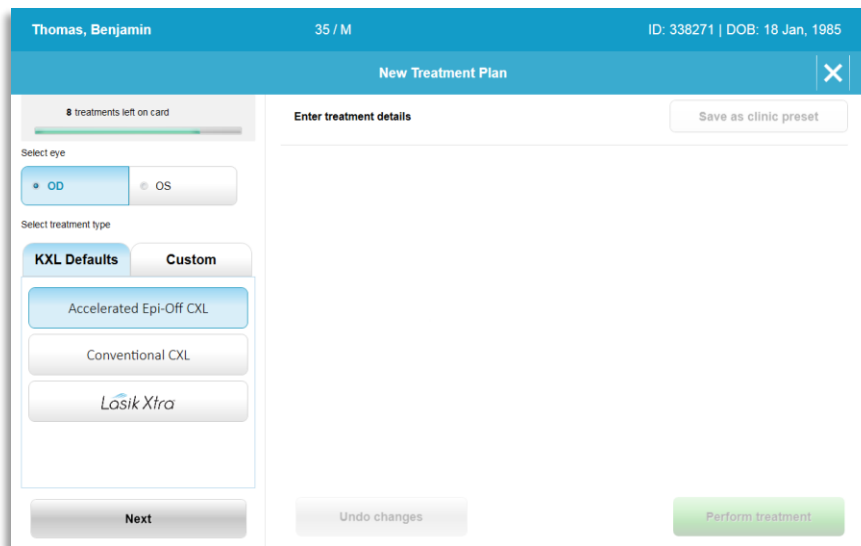 Thomas, Benjamin 35 / M ID: 338271 | DOB: 18 Jan, 1985
New Treatment Plan
8 treatments left on card
Enter treatment details
Save as clinic preset
Select eye
OD OS
Select treatment type
KXL Defaults Custom
Accelerated Epi-Off CXL
Conventional CXL
Lasik Xtra
Next
Undo changes
Perform treatment